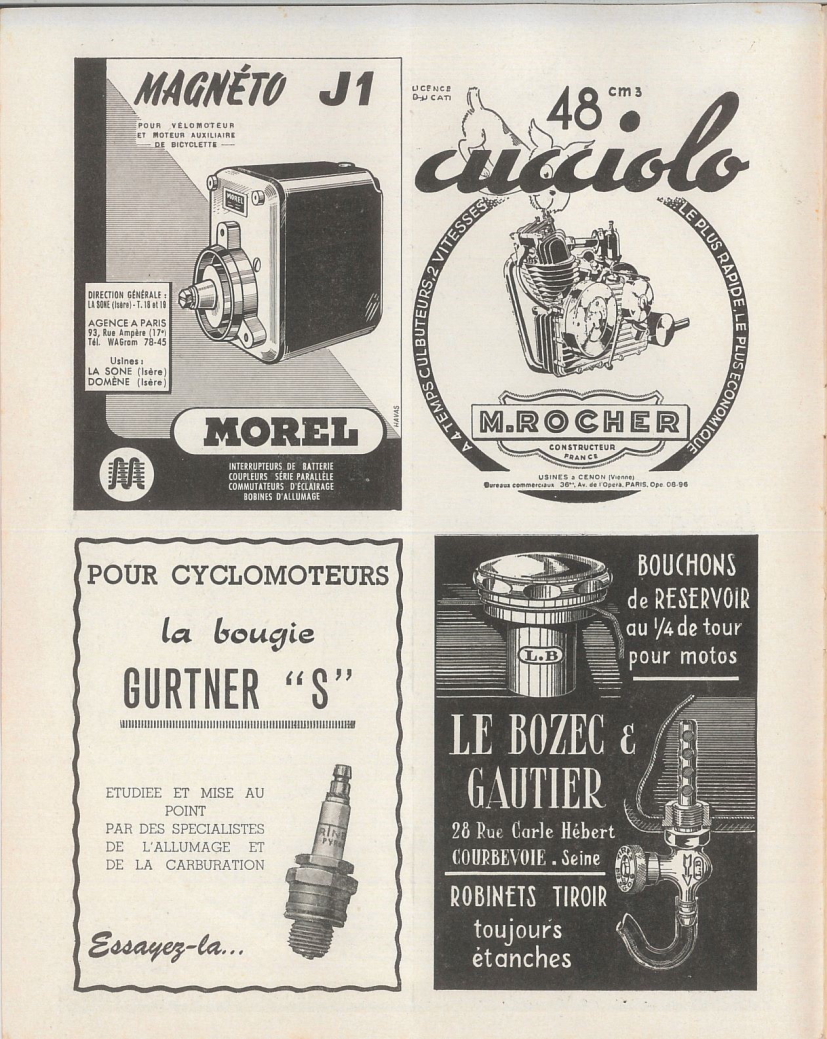 MAGNÉTO J1
POUR VÉLOMOTEUR
ET MOTEUR AUXILIAIRE
DE BICYCLETTE
MOREL
DIRECTION GÉNÉRALE :
LA SONE (Isère) - T. 18 et 19
AGENCE A PARIS
93, Rue Ampère (17e)
Tél. WAGram 78-45
Usines :
LA SONE (Isère)
DOMÈNE (Isère)
HAVAS
MOREL
INTERRUPTEURS DE BATTERIE
COUPLEURS SÉRIE PARALLÈLE
COMMUTATEURS D'ÉCLAIRAGE
BOBINES D'ALLUMAGE
LICENCE
DUCATI
48 cm3
cucciolo
A 4 TEMPS CULBUTEURS, 2 VITESSES
LE PLUS RAPIDE. LE PLUS ECONOMIQUE
M.ROCHER
CONSTRUCTEUR
FRANCE
USINES à CENON (Vienne)
Bureaux commerciaux 36bis, Av. de l'Opéra, PARIS, Ope. 08-96
POUR CYCLOMOTEURS
la bougie
GURTNER "S"
ETUDIEE ET MISE AU
POINT
PAR DES SPECIALISTES
DE L'ALLUMAGE ET
DE LA CARBURATION
Essayez-la...
BOUCHONS
de RESERVOIR
au 1/4 de tour
pour motos
L.B
LE BOZEC &
GAUTIER
28 Rue Carle Hébert
COURBEVOIE . Seine
ROBINETS TIROIR
toujours
étanches